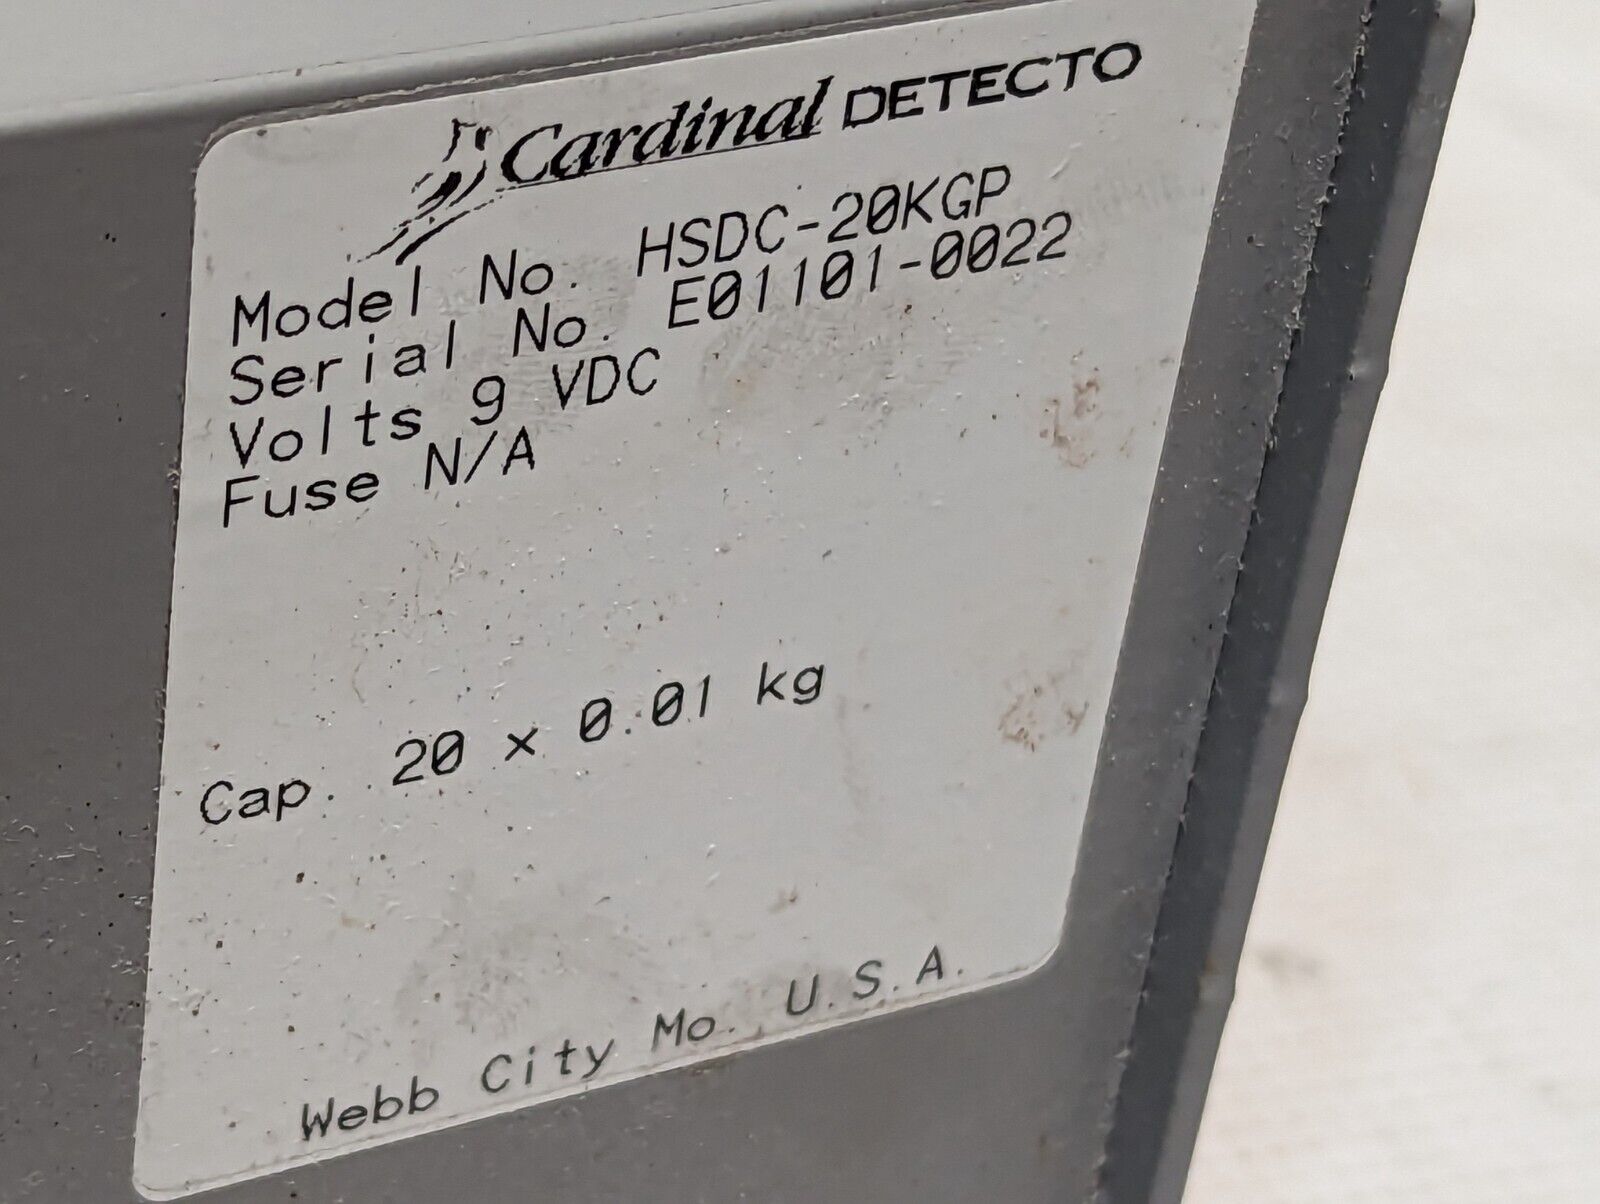 Cardinal DETECTO
Model No. HSDC-20KGP
Serial No. E01101-0022
Volts 9 VDC
Fuse N/A
Cap. 20 x 0.01 kg
Webb City Mo. U.S.A.